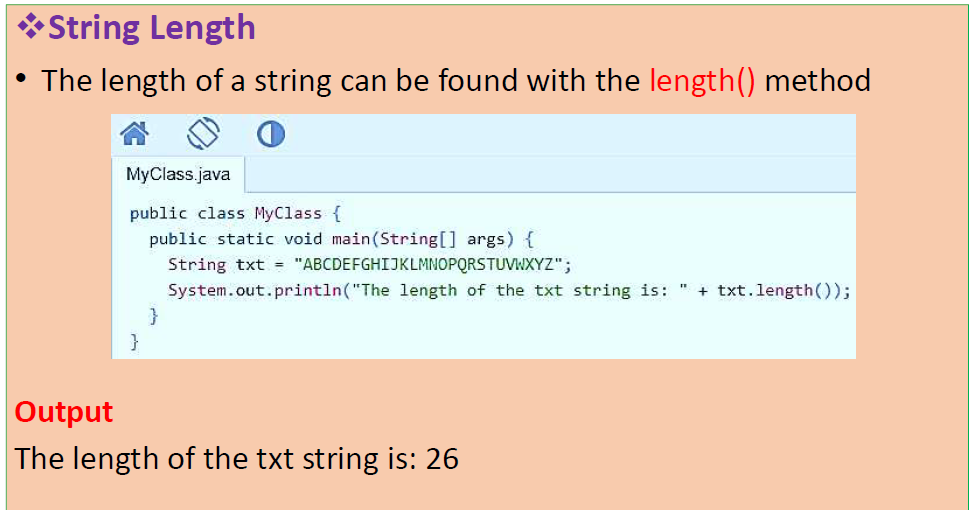 ❖String Length
• The length of a string can be found with the length() method
MyClass.java
public class MyClass {
public static void main(String[] args) {
String txt = "ABCDEFGHIJKLMNOPQRSTUVWXYZ";
System.out.println("The length of the txt string is: " + txt.length());
}
}
Output
The length of the txt string is: 26